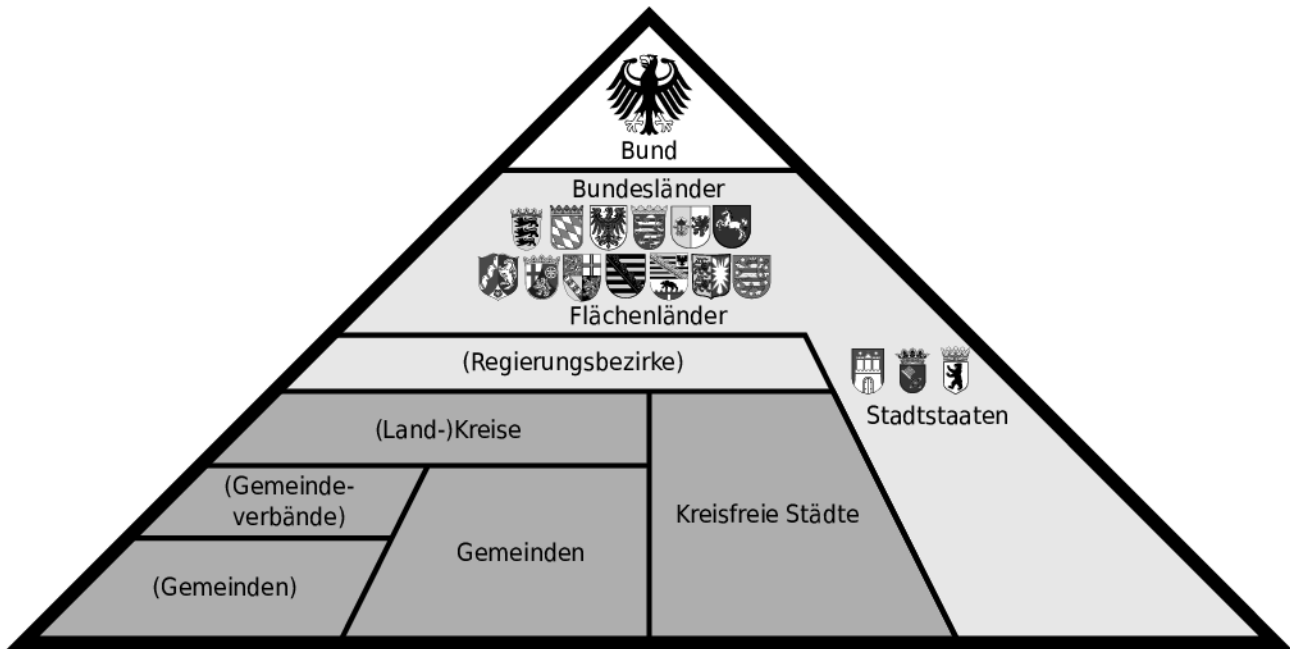 Bund
Bundesländer
Flächenländer
(Regierungsbezirke)
Stadtstaaten
(Land-)Kreise
(Gemeinde-
verbände)
Kreisfreie Städte
Gemeinden
(Gemeinden)